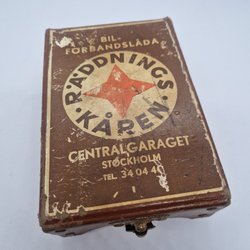 BIL-
FÖRBANDSLÅDA
RÄDDNINGS
KÅREN
CENTRALGARAGET
STOCKHOLM
TEL. 34 04 40